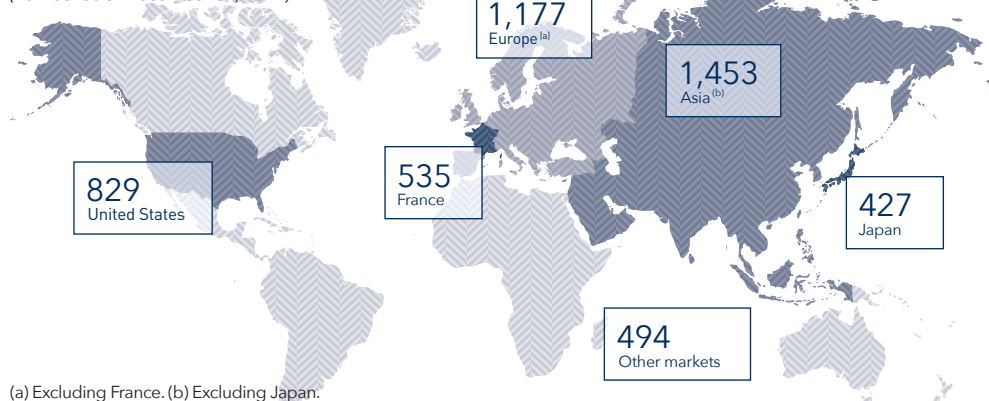 1,177
Europe (a)
1,453
Asia (b)
829
United States
535
France
427
Japan
494
Other markets
(a) Excluding France. (b) Excluding Japan.